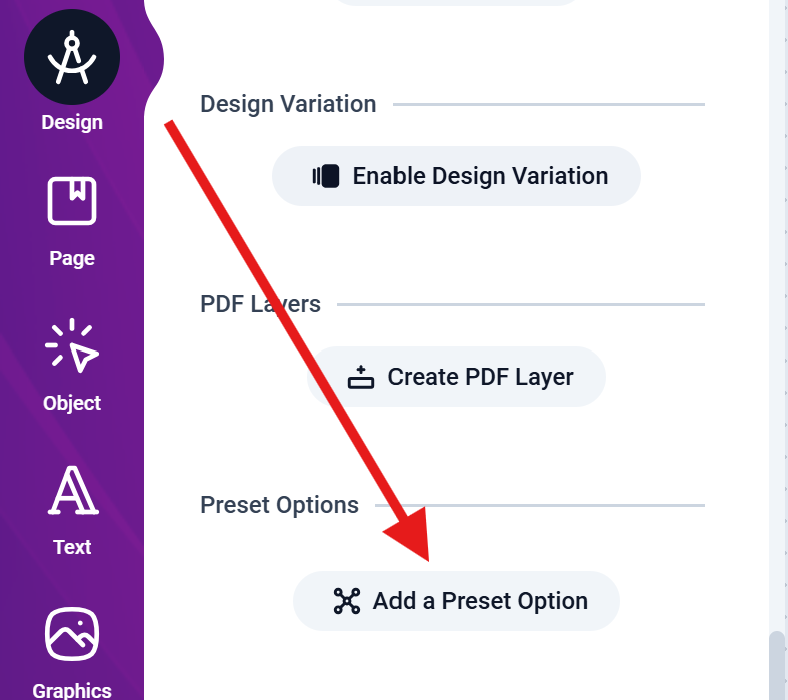 Design
Page
Object
Text
Graphics
Design Variation
Enable Design Variation
PDF Layers
Create PDF Layer
Preset Options
Add a Preset Option